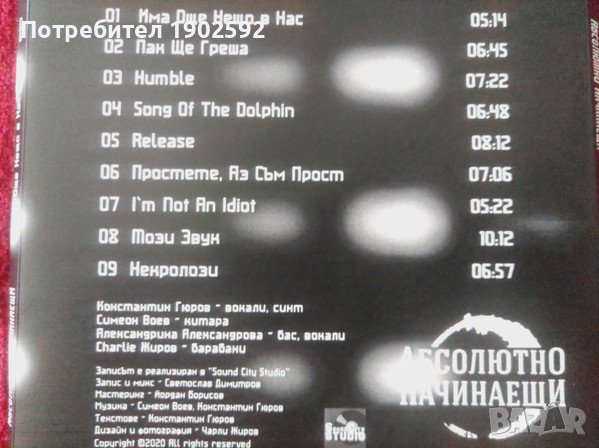 Потребител 1902592
01 Има Още Нещо в Нас 05:14
02 Пак Ще Греша 06:45
03 Humble 07:22
04 Song Of The Dolphin 06:48
05 Release 08:12
06 Простете, Аз Съм Прост 07:06
07 I`m Not An Idiot 05:22
08 Този Звук 10:12
09 Некролози 06:57
Константин Гюров - вокали, синт
Симеон Воев - китара
Александрина Александрова - бас, вокали
Charlie Жиров - барабани
АБСОЛЮТНО
НАЧИНАЕЩИ
Записът е реализиран в "Sound City Studio"
Запис и микс - Светослав Димитров
Мастеринг - Йордан Борисов
Музика - Симеон Воев, Константин Гюров
Текстове - Константин Гюров
Дизайн и фотография - Чарли Жиров
Copyright ©2020 All rights reserved
Sound City
STUDIO
BAZAR